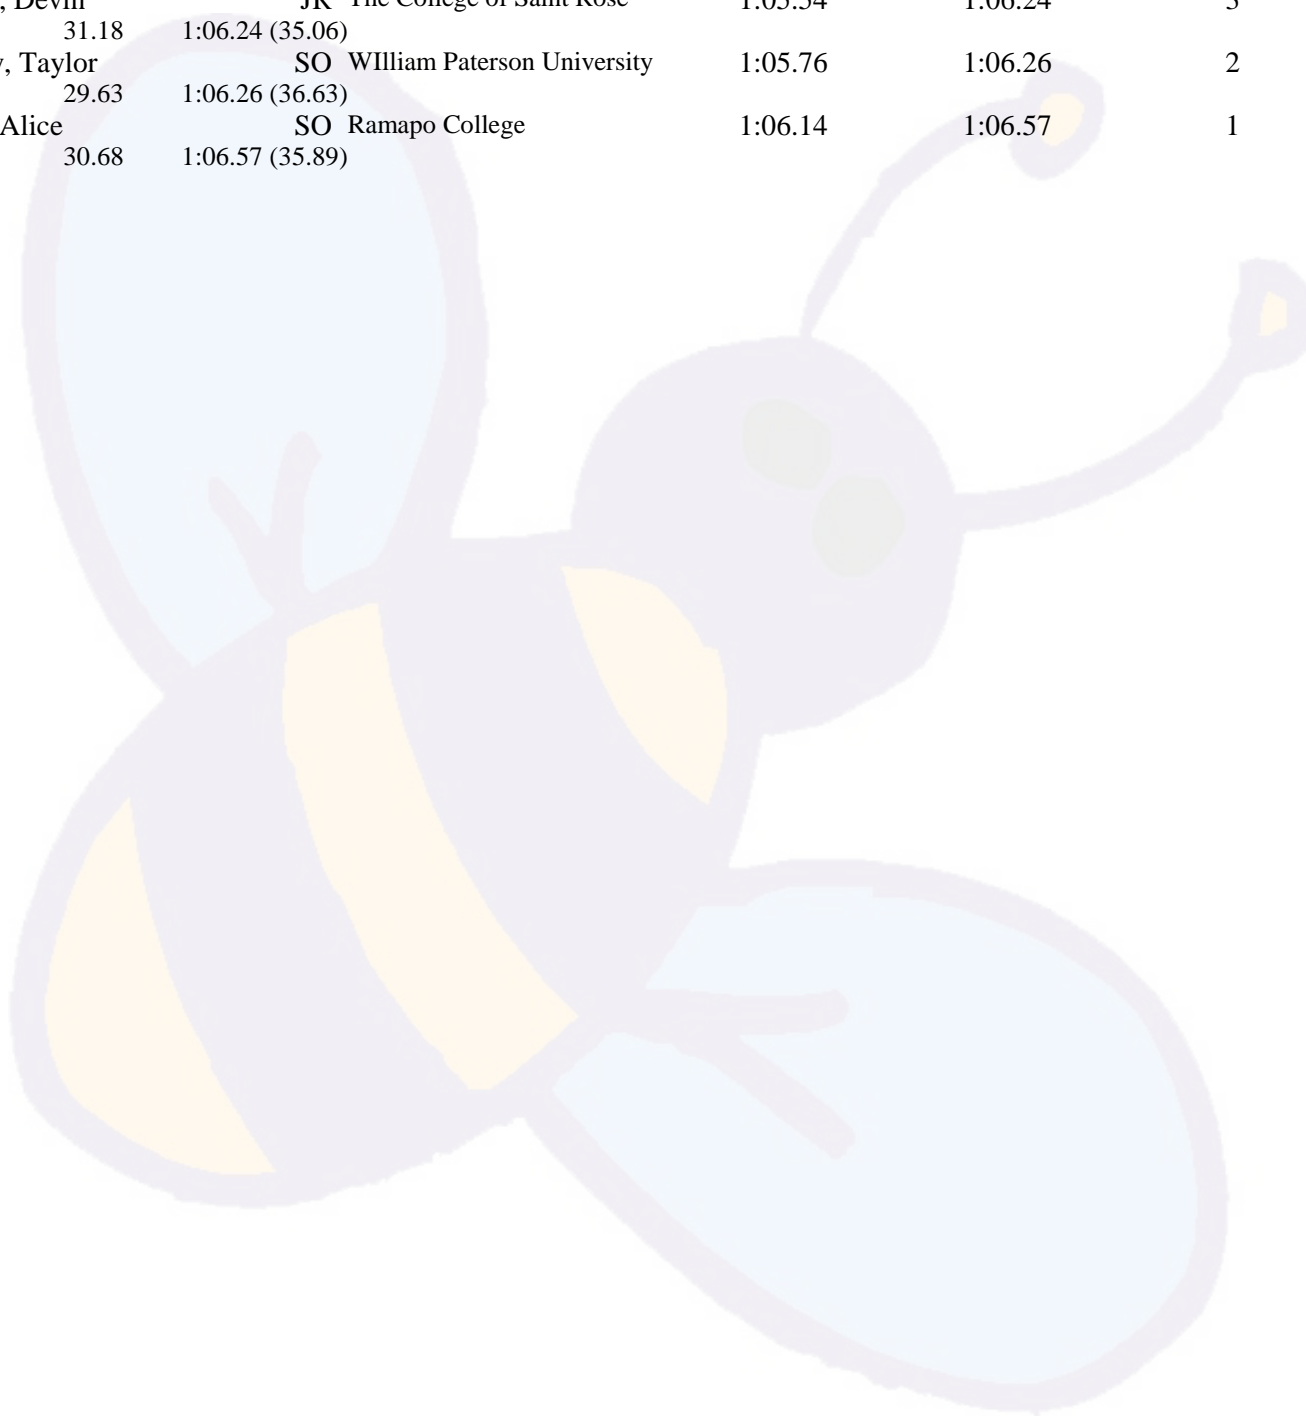 , Devin JR The College of Saint Rose 1:05.54 1:06.24 3
31.18 1:06.24 (35.06)
, Taylor SO WIlliam Paterson University 1:05.76 1:06.26 2
29.63 1:06.26 (36.63)
Alice SO Ramapo College 1:06.14 1:06.57 1
30.68 1:06.57 (35.89)